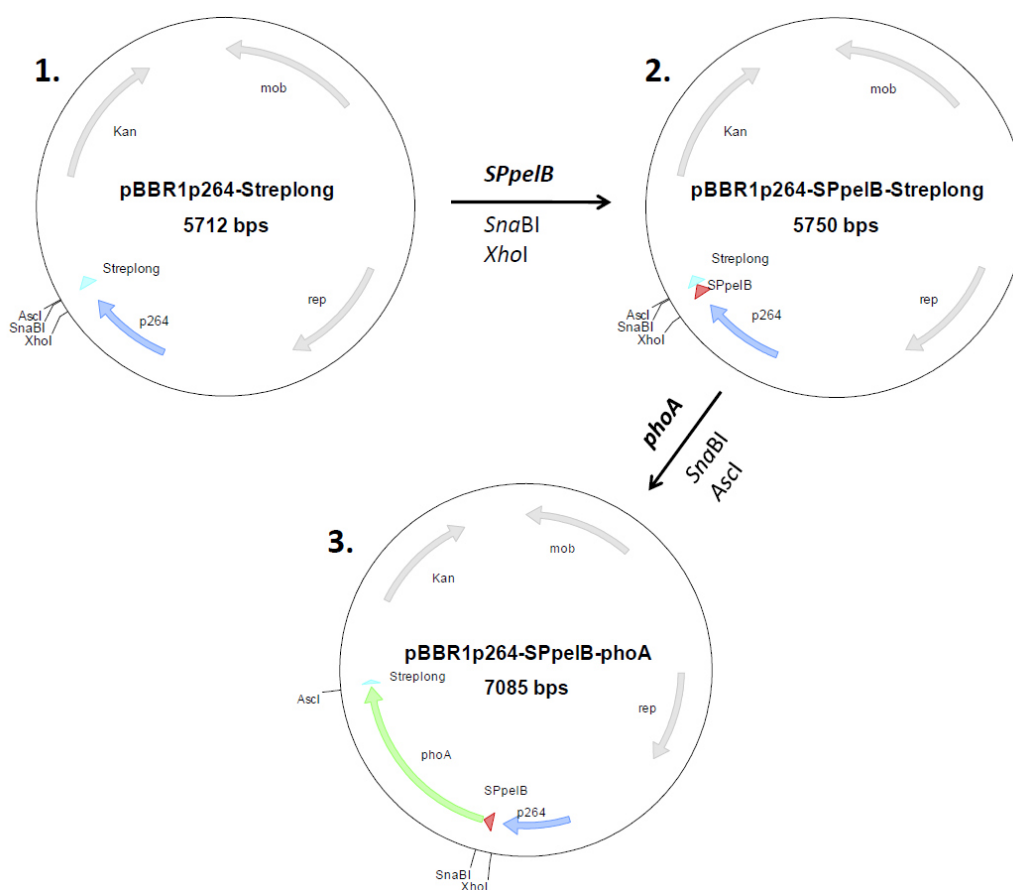 1.
mob
Kan
pBBR1p264-Streplong
5712 bps
Streplong
rep
p264
AscI
SnaBI
XhoI
SPpelB
SnaBI
XhoI
2.
mob
Kan
pBBR1p264-SPpelB-Streplong
5750 bps
Streplong
SPpelB
rep
p264
AscI
SnaBI
XhoI
phoA
SnaBI
AscI
3.
mob
Kan
pBBR1p264-SPpelB-phoA
7085 bps
Streplong
AscI
rep
phoA
SPpelB
p264
SnaBI
XhoI